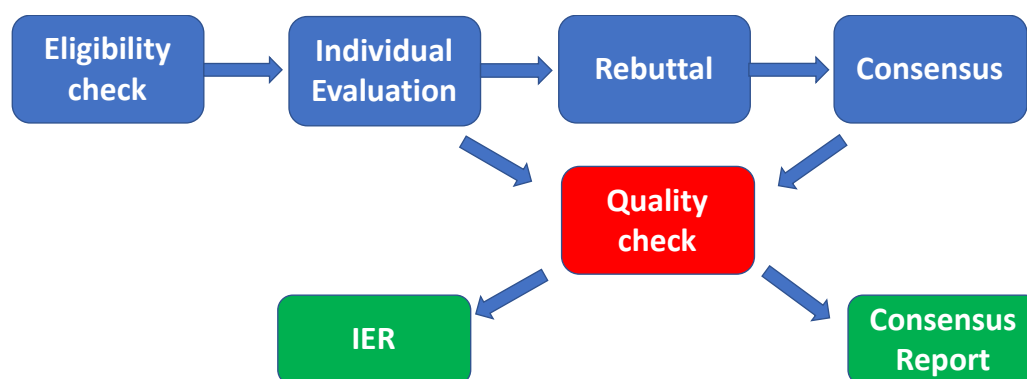 Eligibility
check
Individual
Evaluation
Rebuttal
Consensus
Quality
check
IER
Consensus
Report